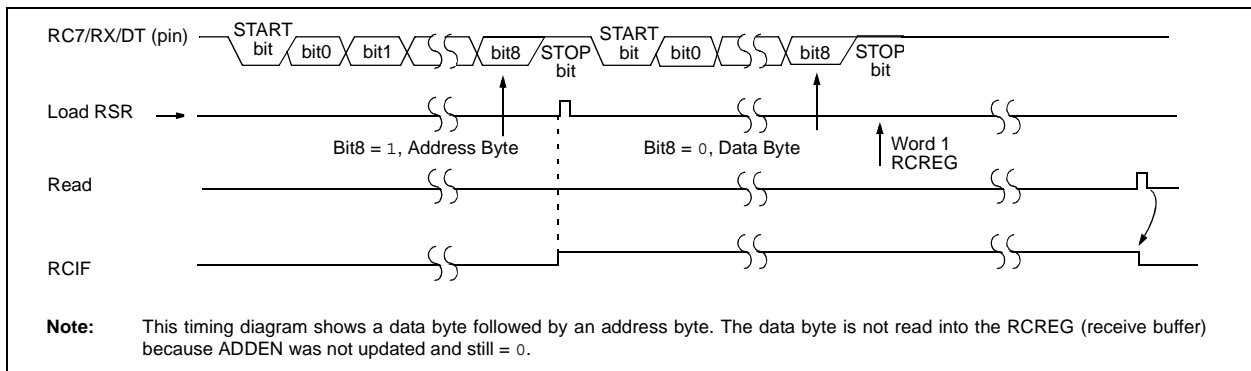 RC7/RX/DT (pin)
START
bit
bit0
bit1
bit8
STOP
bit
START
bit
bit0
bit8
STOP
bit
Load RSR
Bit8 = 1, Address Byte
Bit8 = 0, Data Byte
Word 1
RCREG
Read
RCIF
Note: This timing diagram shows a data byte followed by an address byte. The data byte is not read into the RCREG (receive buffer)
because ADDEN was not updated and still = 0.